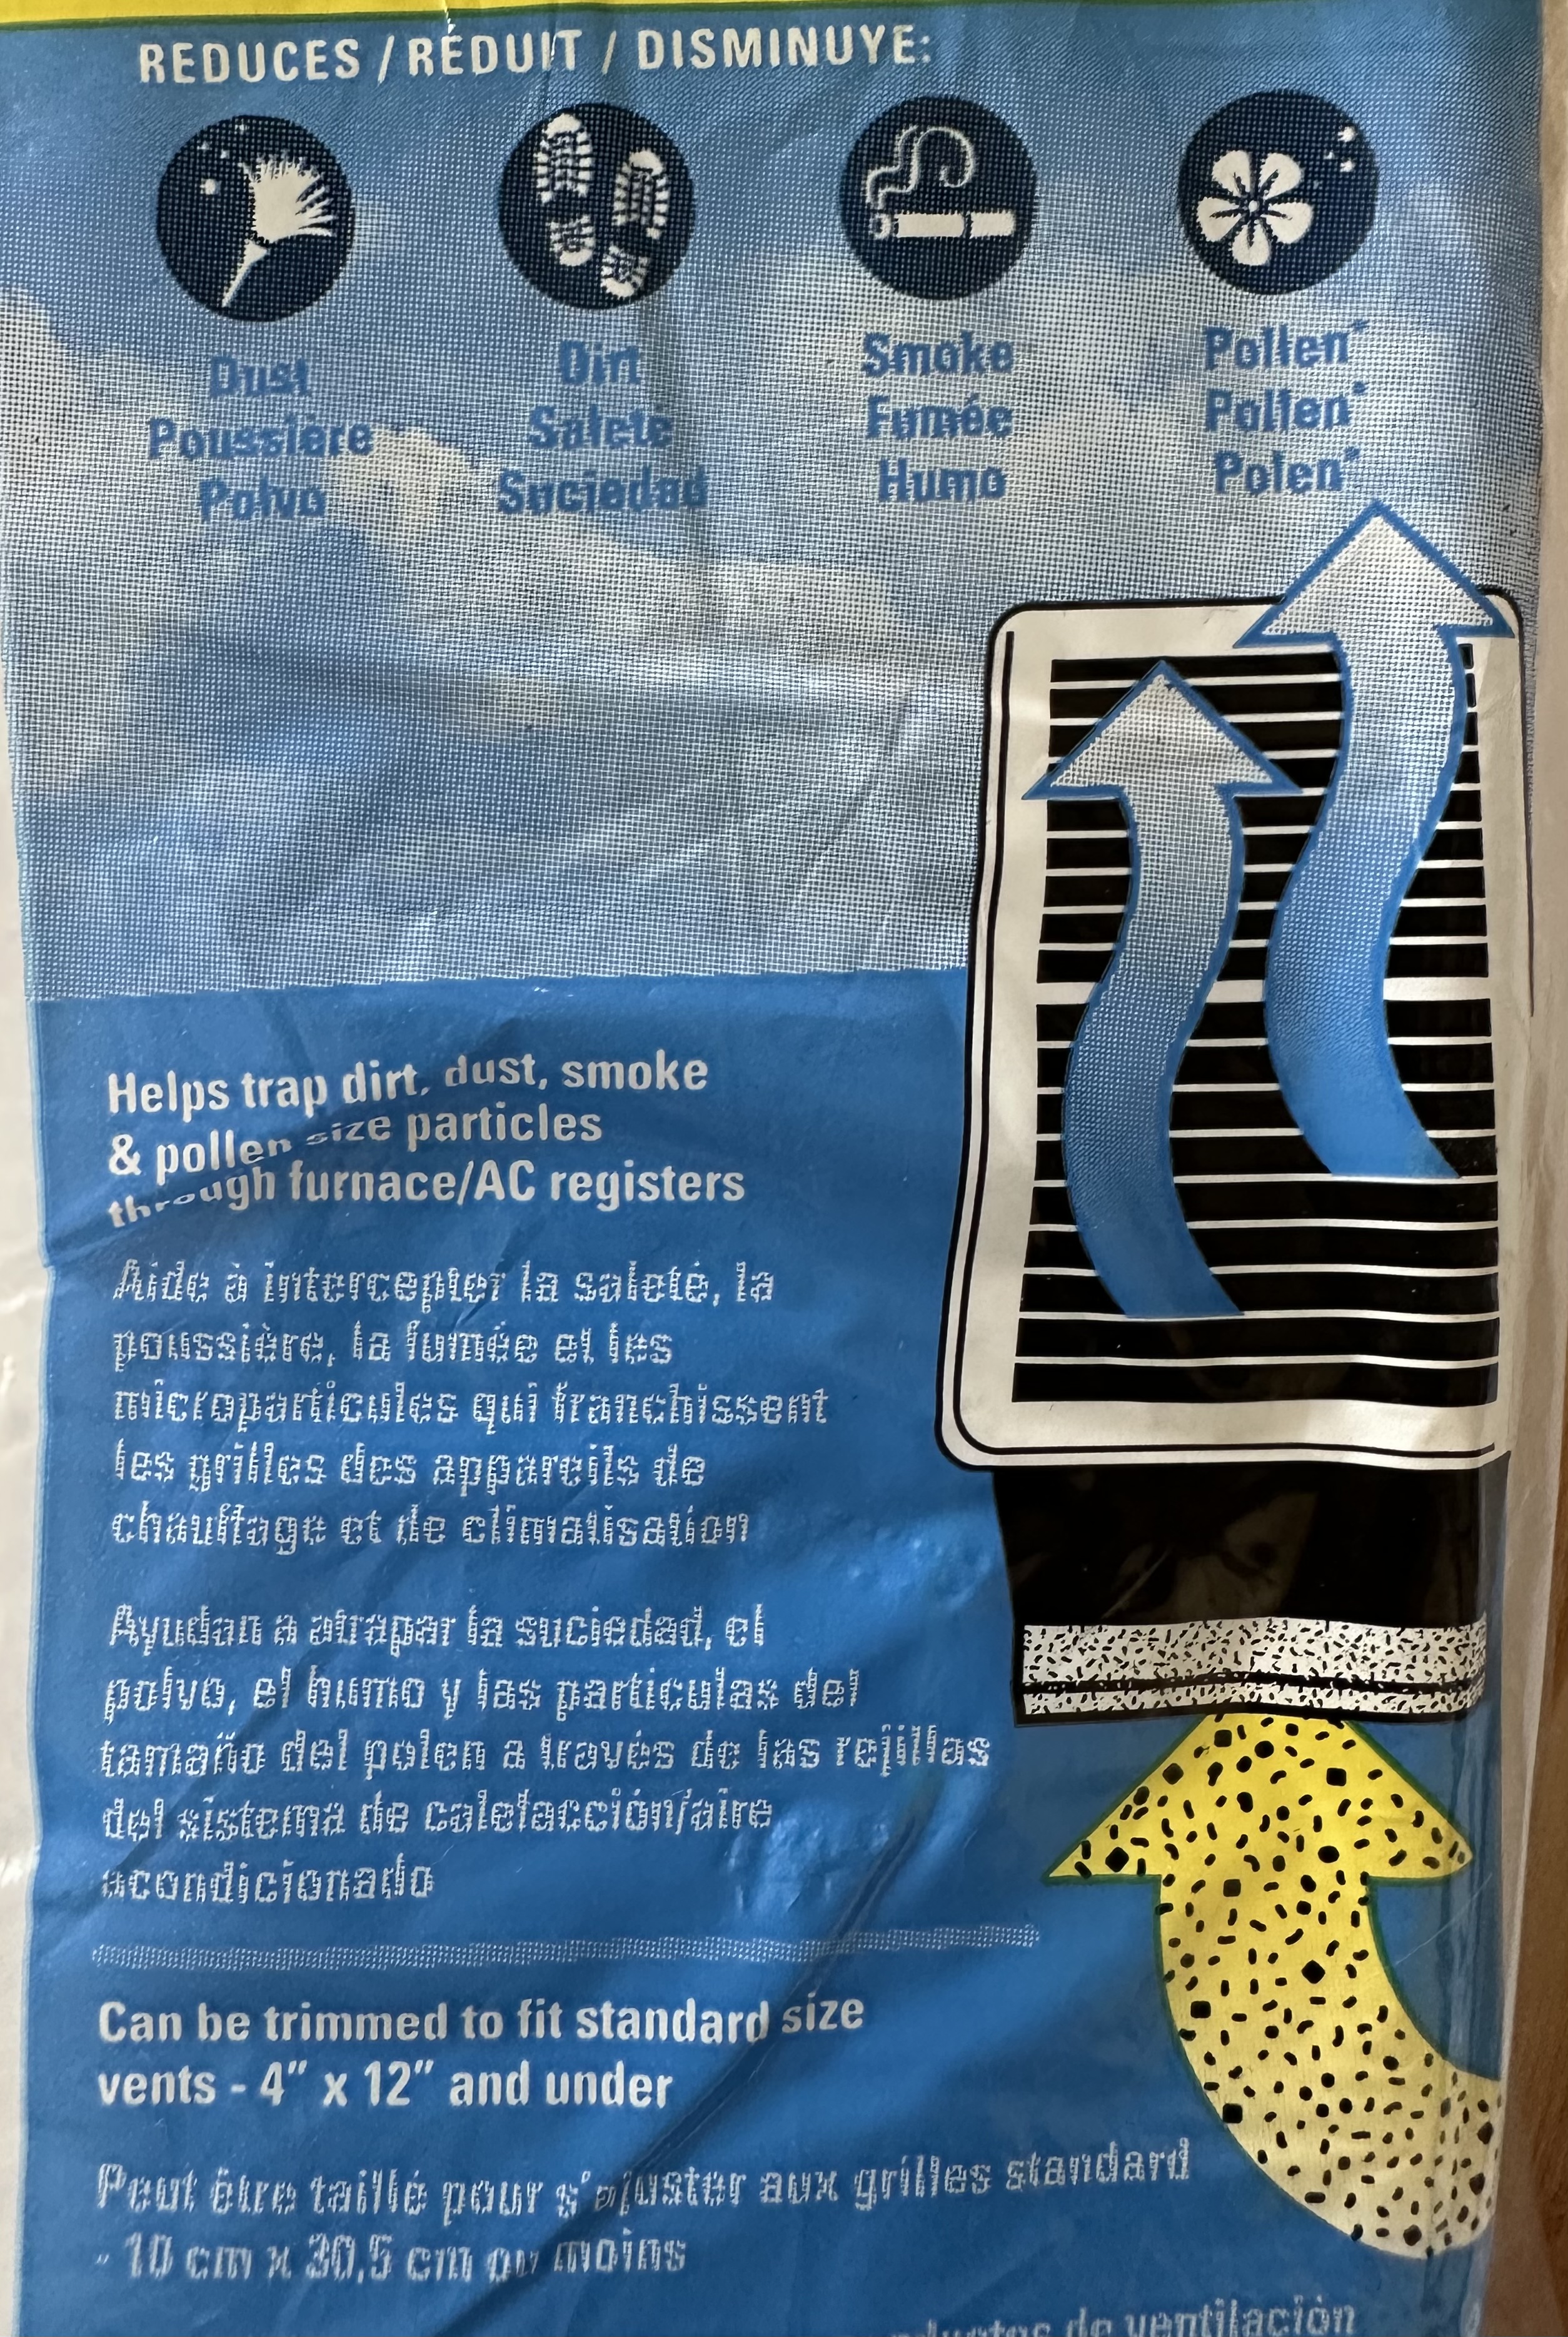 REDUCES / RÉDUIT / DISMINUYE:
Dust
Poussière
Polvo
Dirt
Saleté
Suciedad
Smoke
Fumée
Humo
Pollen*
Pollen*
Polen*
Helps trap dirt, dust, smoke
& pollen size particles
through furnace/AC registers
Aide à intercepter la saleté, la
poussière, la fumée et les
microparticules qui franchissent
les grilles des appareils de
chauffage et de climatisation
Ayudan a atrapar la suciedad, el
polvo, el humo y las particulas del
tamaño del polen a través de las rejillas
del sistema de calefacción/aire
acondicionado
Can be trimmed to fit standard size
vents - 4" x 12" and under
Peut être taillé pour s'ajuster aux grilles standard
- 10 cm x 30,5 cm ou moins
de ventilación